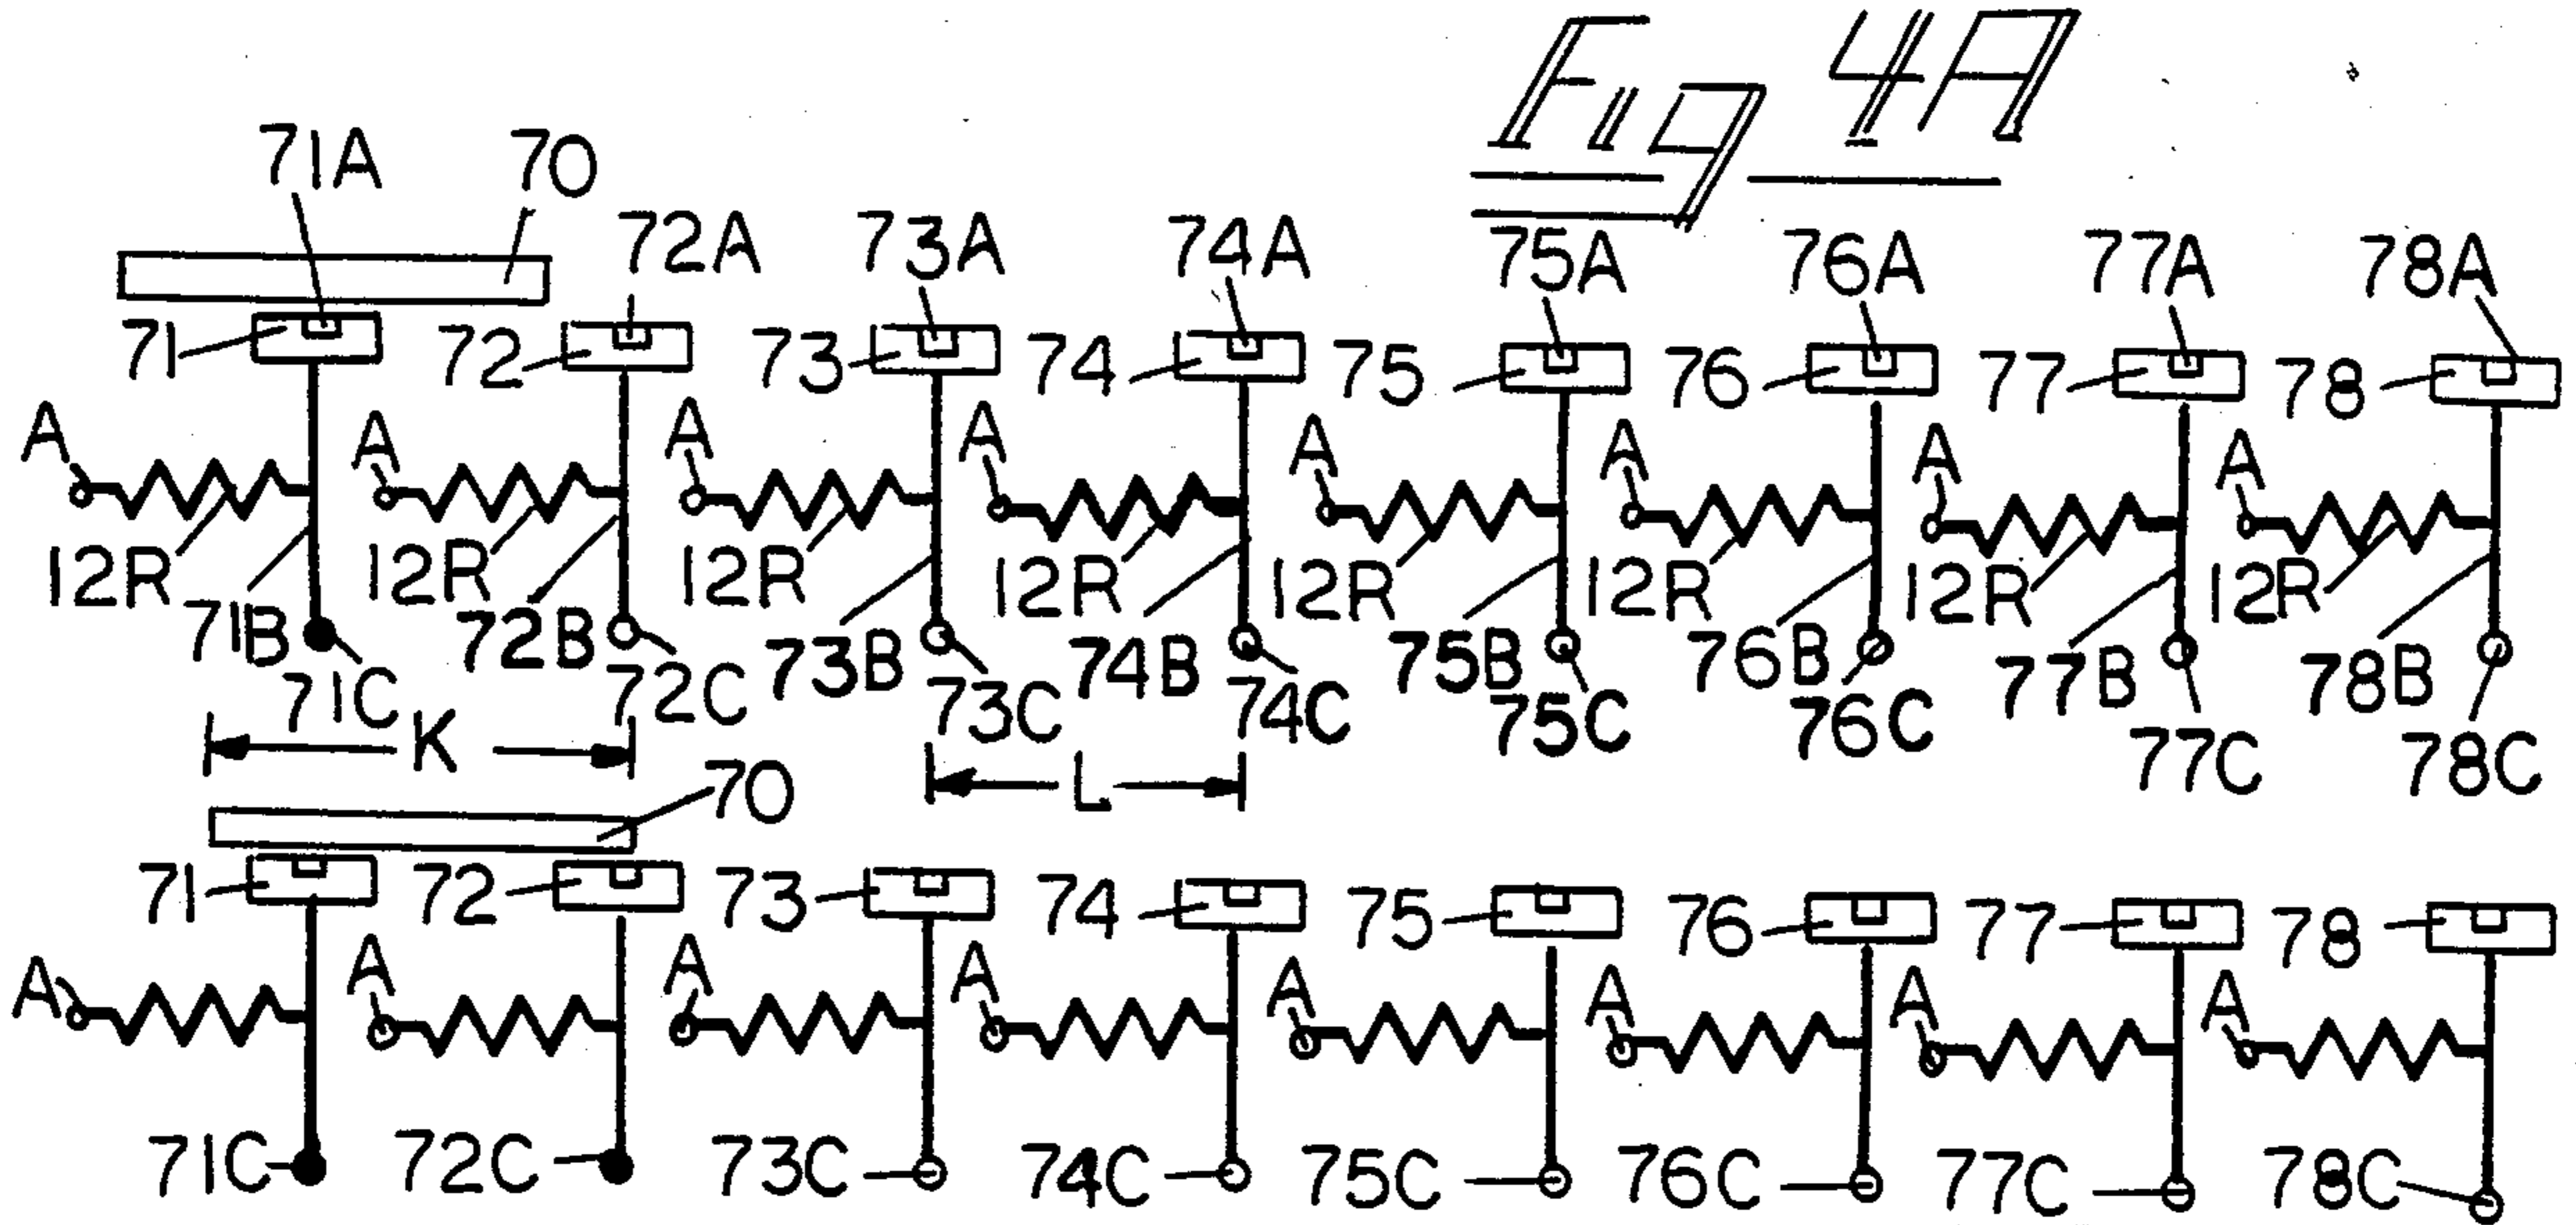 Fig 4A
71A 70
72A 73A 74A 75A 76A 77A 78A
71 72 73 74 75 76 77 78
A A A A A A A A
12R 12R 12R 12R 12R 12R 12R 12R
71B 72B 73B 74B 75B 76B 77B 78B
71C 72C 73C 74C 75C 76C 77C 78C
K L
70
71 72 73 74 75 76 77 78
A A A A A A A A
71C 72C 73C 74C 75C 76C 77C 78C